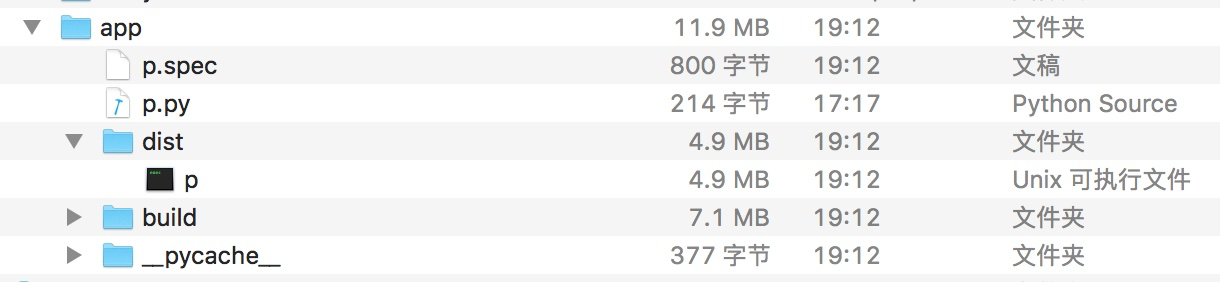 app 11.9 MB 19:12 文件夹
p.spec 800 字节 19:12 文稿
p.py 214 字节 17:17 Python Source
dist 4.9 MB 19:12 文件夹
p 4.9 MB 19:12 Unix 可执行文件
build 7.1 MB 19:12 文件夹
__pycache__ 377 字节 19:12 文件夹